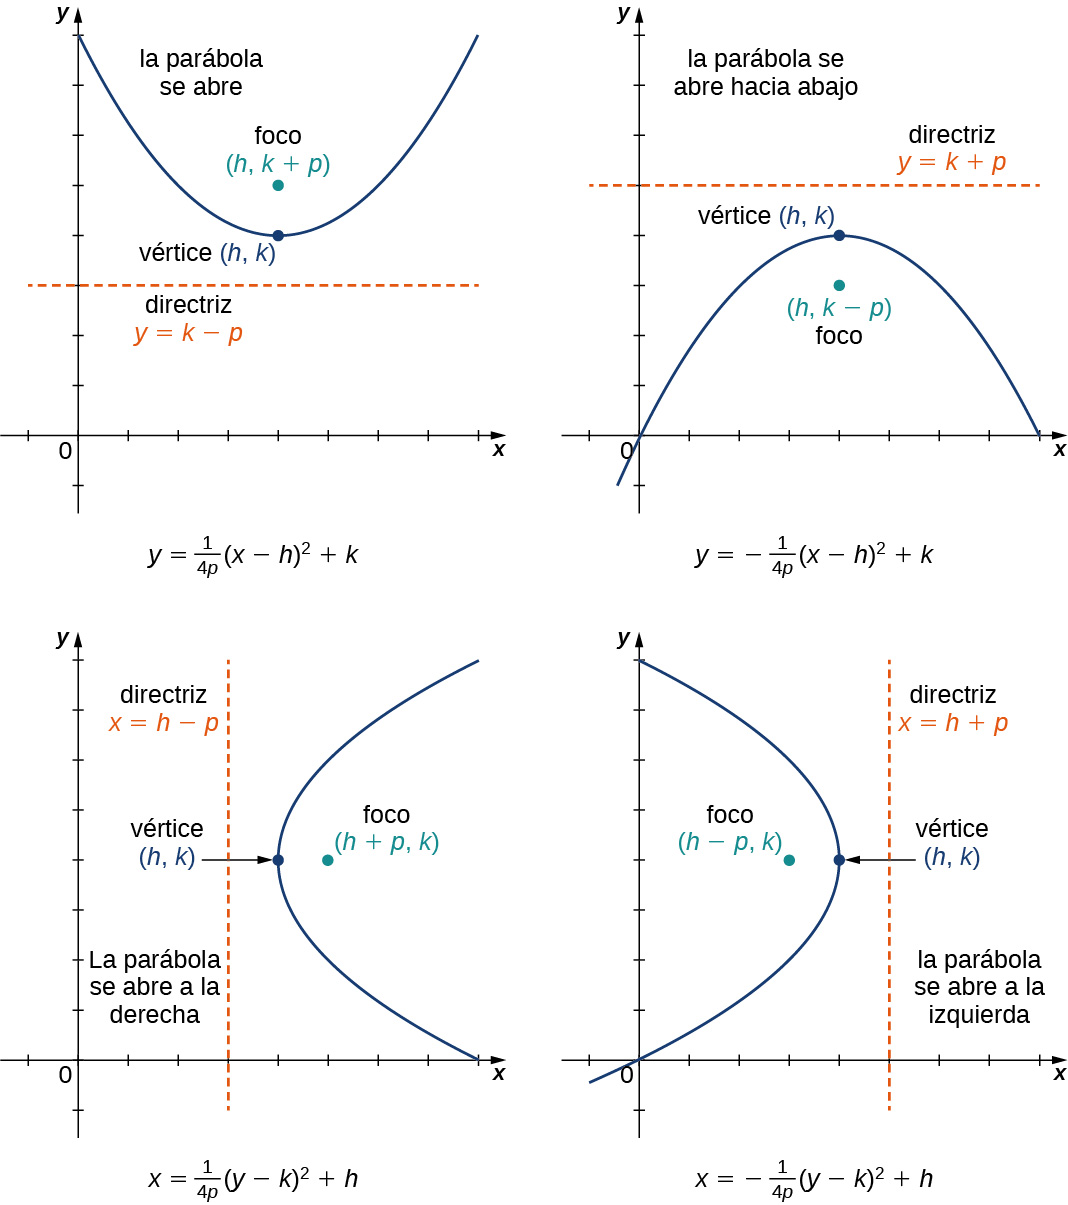 y
la parábola
se abre
foco
(h, k + p)
vértice (h, k)
directriz
y = k − p
0
x
y = 1/4p (x − h)² + k
y
la parábola se
abre hacia abajo
directriz
y = k + p
vértice (h, k)
(h, k − p)
foco
0
x
y = − 1/4p (x − h)² + k
y
directriz
x = h − p
foco
(h + p, k)
vértice
(h, k)
La parábola
se abre a la
derecha
0
x
x = 1/4p (y − k)² + h
y
directriz
x = h + p
foco
(h − p, k)
vértice
(h, k)
la parábola
se abre a la
izquierda
0
x
x = − 1/4p (y − k)² + h